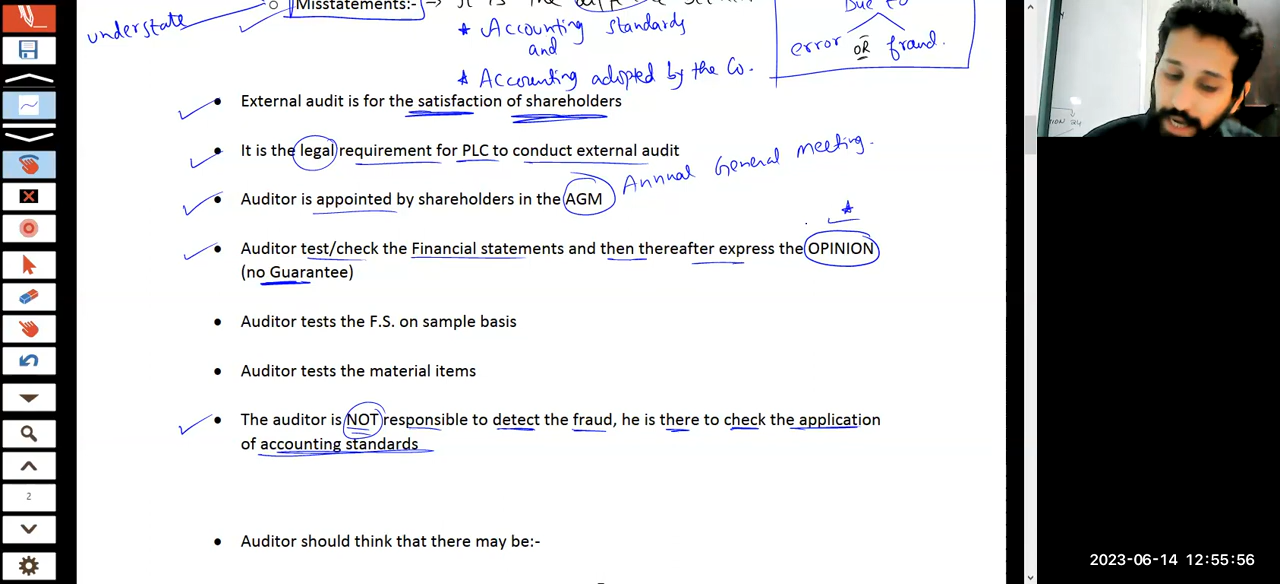 Due to
understate
Misstatements:-
* Accounting standards
and
error OR fraud.
* Accounting adopted by the Co.
External audit is for the satisfaction of shareholders
It is the legal requirement for PLC to conduct external audit
Annual General Meeting.
Auditor is appointed by shareholders in the AGM
Auditor test/check the Financial statements and then thereafter express the OPINION
(no Guarantee)
Auditor tests the F.S. on sample basis
Auditor tests the material items
The auditor is NOT responsible to detect the fraud, he is there to check the application
of accounting standards
2
Auditor should think that there may be:-
2023-06-14 12:55:56